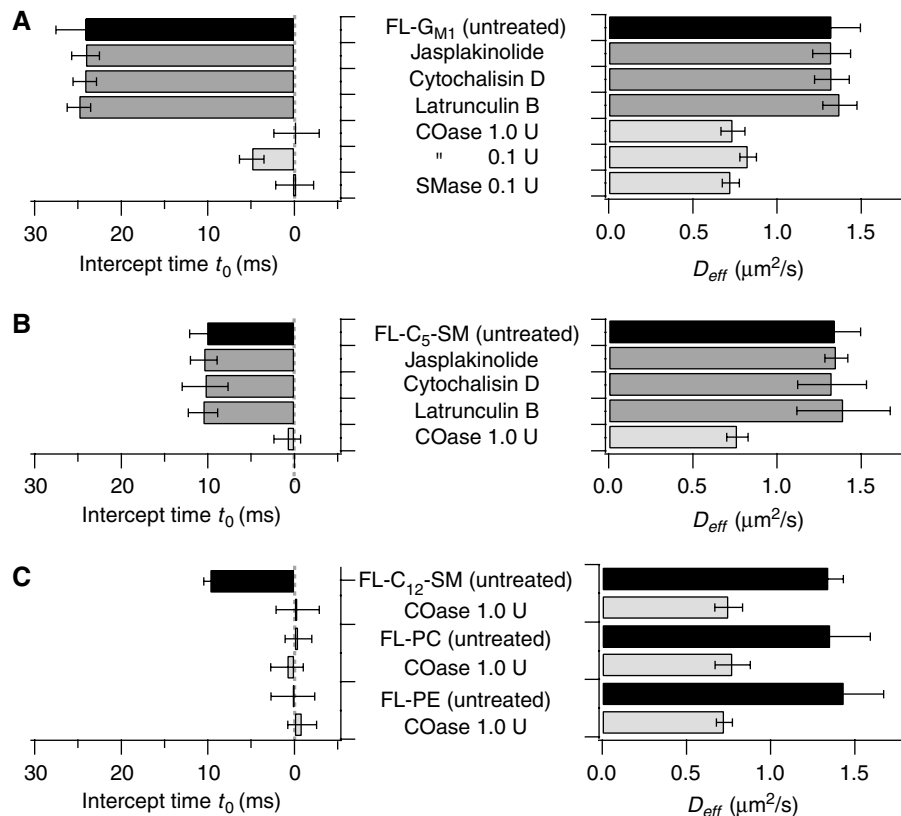 A
FL-GM1 (untreated)
Jasplakinolide
Cytochalisin D
Latrunculin B
COase 1.0 U
" 0.1 U
SMase 0.1 U
30 20 10 0
Intercept time t0 (ms)
0.0 0.5 1.0 1.5
Deff (μm2/s)
B
FL-C5-SM (untreated)
Jasplakinolide
Cytochalisin D
Latrunculin B
COase 1.0 U
30 20 10 0
Intercept time t0 (ms)
0.0 0.5 1.0 1.5
Deff (μm2/s)
C
FL-C12-SM (untreated)
COase 1.0 U
FL-PC (untreated)
COase 1.0 U
FL-PE (untreated)
COase 1.0 U
30 20 10 0
Intercept time t0 (ms)
0.0 0.5 1.0 1.5
Deff (μm2/s)